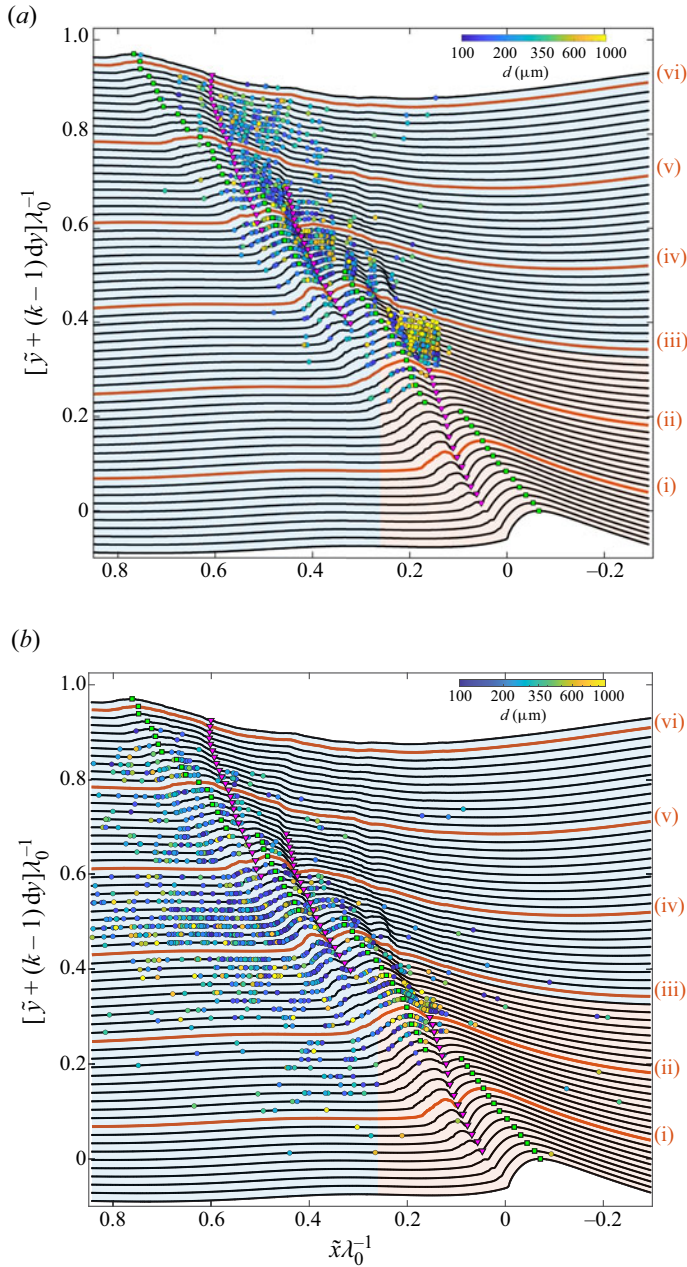 (a)
1.0
0.8
0.6
0.4
0.2
0
[ỹ + (k – 1) dy]λ₀⁻¹
100 200 350 600 1000
d (μm)
(vi)
(v)
(iv)
(iii)
(ii)
(i)
0.8 0.6 0.4 0.2 0 –0.2
(b)
1.0
0.8
0.6
0.4
0.2
0
[ỹ + (k – 1) dy]λ₀⁻¹
100 200 350 600 1000
d (μm)
(vi)
(v)
(iv)
(iii)
(ii)
(i)
0.8 0.6 0.4 0.2 0 –0.2
x̃λ₀⁻¹